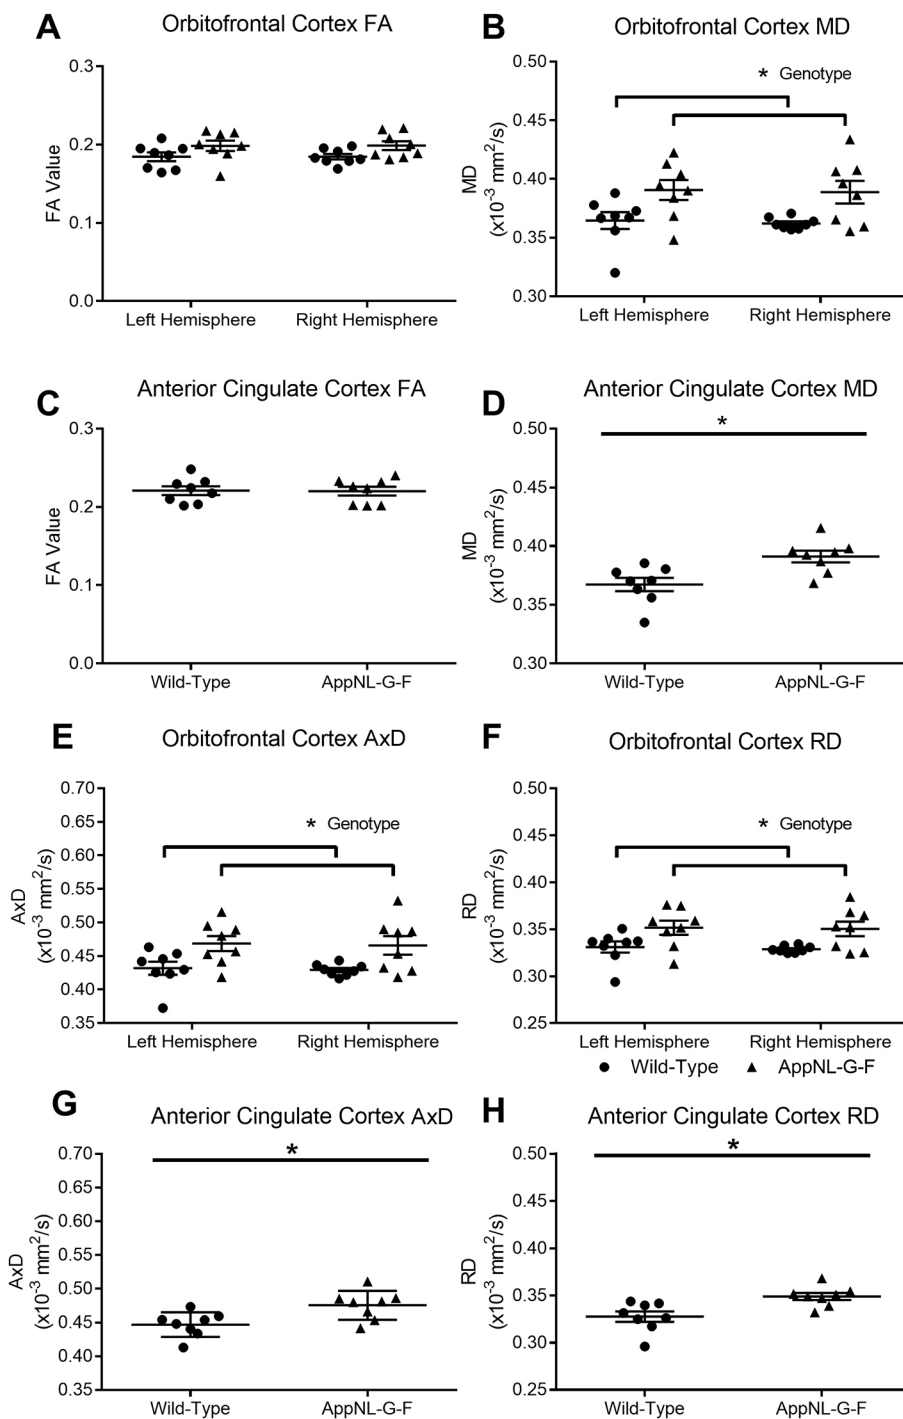 A
Orbitofrontal Cortex FA
0.3
0.2
0.1
0.0
FA Value
Left Hemisphere
Right Hemisphere
B
Orbitofrontal Cortex MD
* Genotype
0.50
0.45
0.40
0.35
0.30
MD
(x10⁻³ mm²/s)
Left Hemisphere
Right Hemisphere
C
Anterior Cingulate Cortex FA
0.3
0.2
0.1
0.0
FA Value
Wild-Type
AppNL-G-F
D
Anterior Cingulate Cortex MD
*
0.50
0.45
0.40
0.35
0.30
MD
(x10⁻³ mm²/s)
Wild-Type
AppNL-G-F
E
Orbitofrontal Cortex AxD
* Genotype
0.70
0.65
0.60
0.55
0.50
0.45
0.40
0.35
AxD
(x10⁻³ mm²/s)
Left Hemisphere
Right Hemisphere
F
Orbitofrontal Cortex RD
* Genotype
0.50
0.45
0.40
0.35
0.30
0.25
RD
(x10⁻³ mm²/s)
Left Hemisphere
Right Hemisphere
Wild-Type
AppNL-G-F
G
Anterior Cingulate Cortex AxD
*
0.70
0.65
0.60
0.55
0.50
0.45
0.40
0.35
AxD
(x10⁻³ mm²/s)
Wild-Type
AppNL-G-F
H
Anterior Cingulate Cortex RD
*
0.50
0.45
0.40
0.35
0.30
0.25
RD
(x10⁻³ mm²/s)
Wild-Type
AppNL-G-F